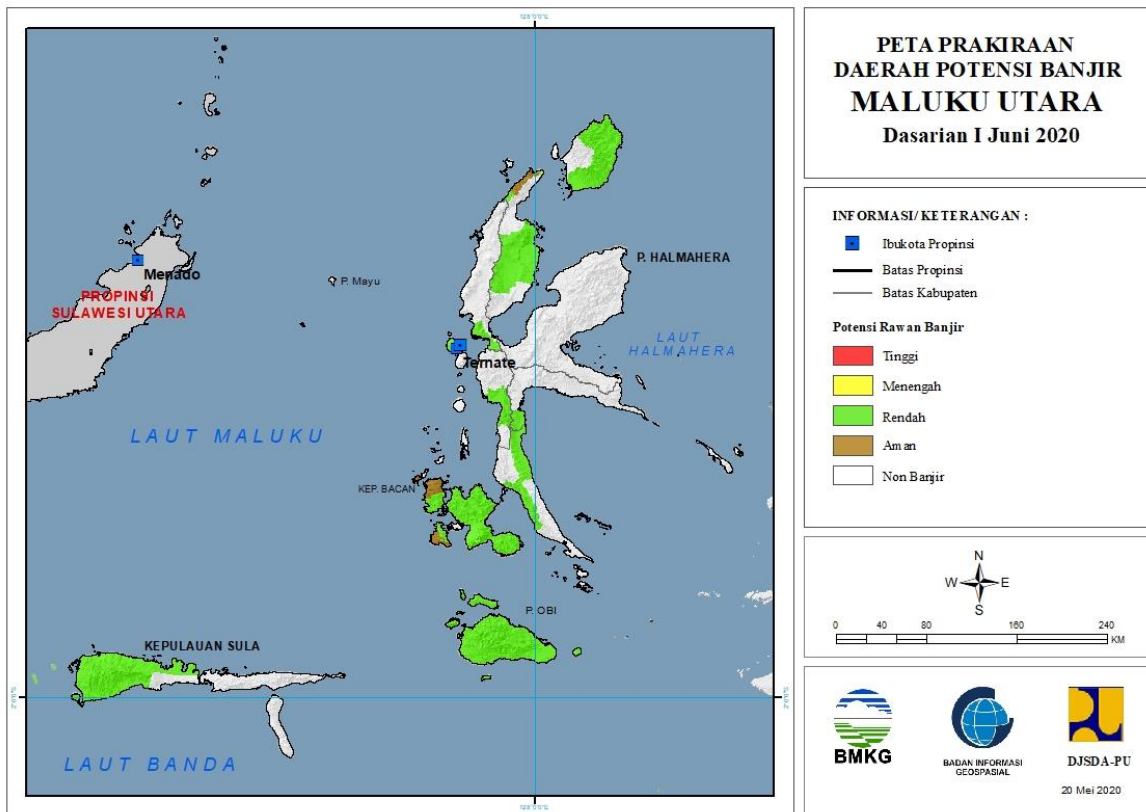 PETA PRAKIRAAN
DAERAH POTENSI BANJIR
MALUKU UTARA
Dasarian I Juni 2020
INFORMASI/ KETERANGAN :
Ibukota Propinsi
Batas Propinsi
Batas Kabupaten
Potensi Rawan Banjir
Tinggi
Menengah
Rendah
Aman
Non Banjir
N
W E
S
0 40 80 160 240
KM
BMKG
BADAN INFORMASI
GEOSPASIAL
DJSDA-PU
20 Mei 2020
Menado
PROPINSI
SULAWESI UTARA
P. Mayu
P. HALMAHERA
LAUT
HALMAHERA
Ternate
LAUT MALUKU
KEP. BACAN
P. OBI
KEPULAUAN SULA
LAUT BANDA